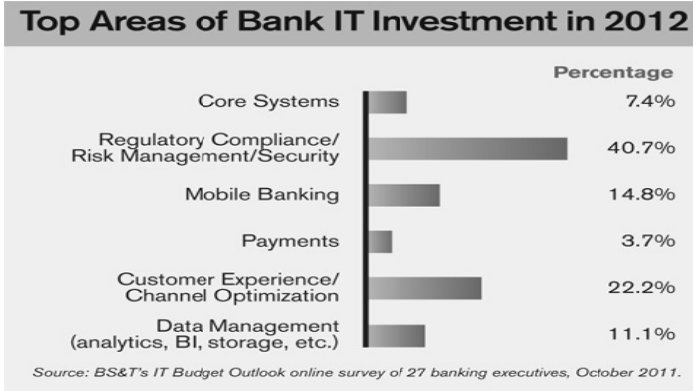 Top Areas of Bank IT Investment in 2012
Percentage
Core Systems 7.4%
Regulatory Compliance/
Risk Management/Security 40.7%
Mobile Banking 14.8%
Payments 3.7%
Customer Experience/
Channel Optimization 22.2%
Data Management
(analytics, BI, storage, etc.) 11.1%
Source: BS&T's IT Budget Outlook online survey of 27 banking executives, October 2011.